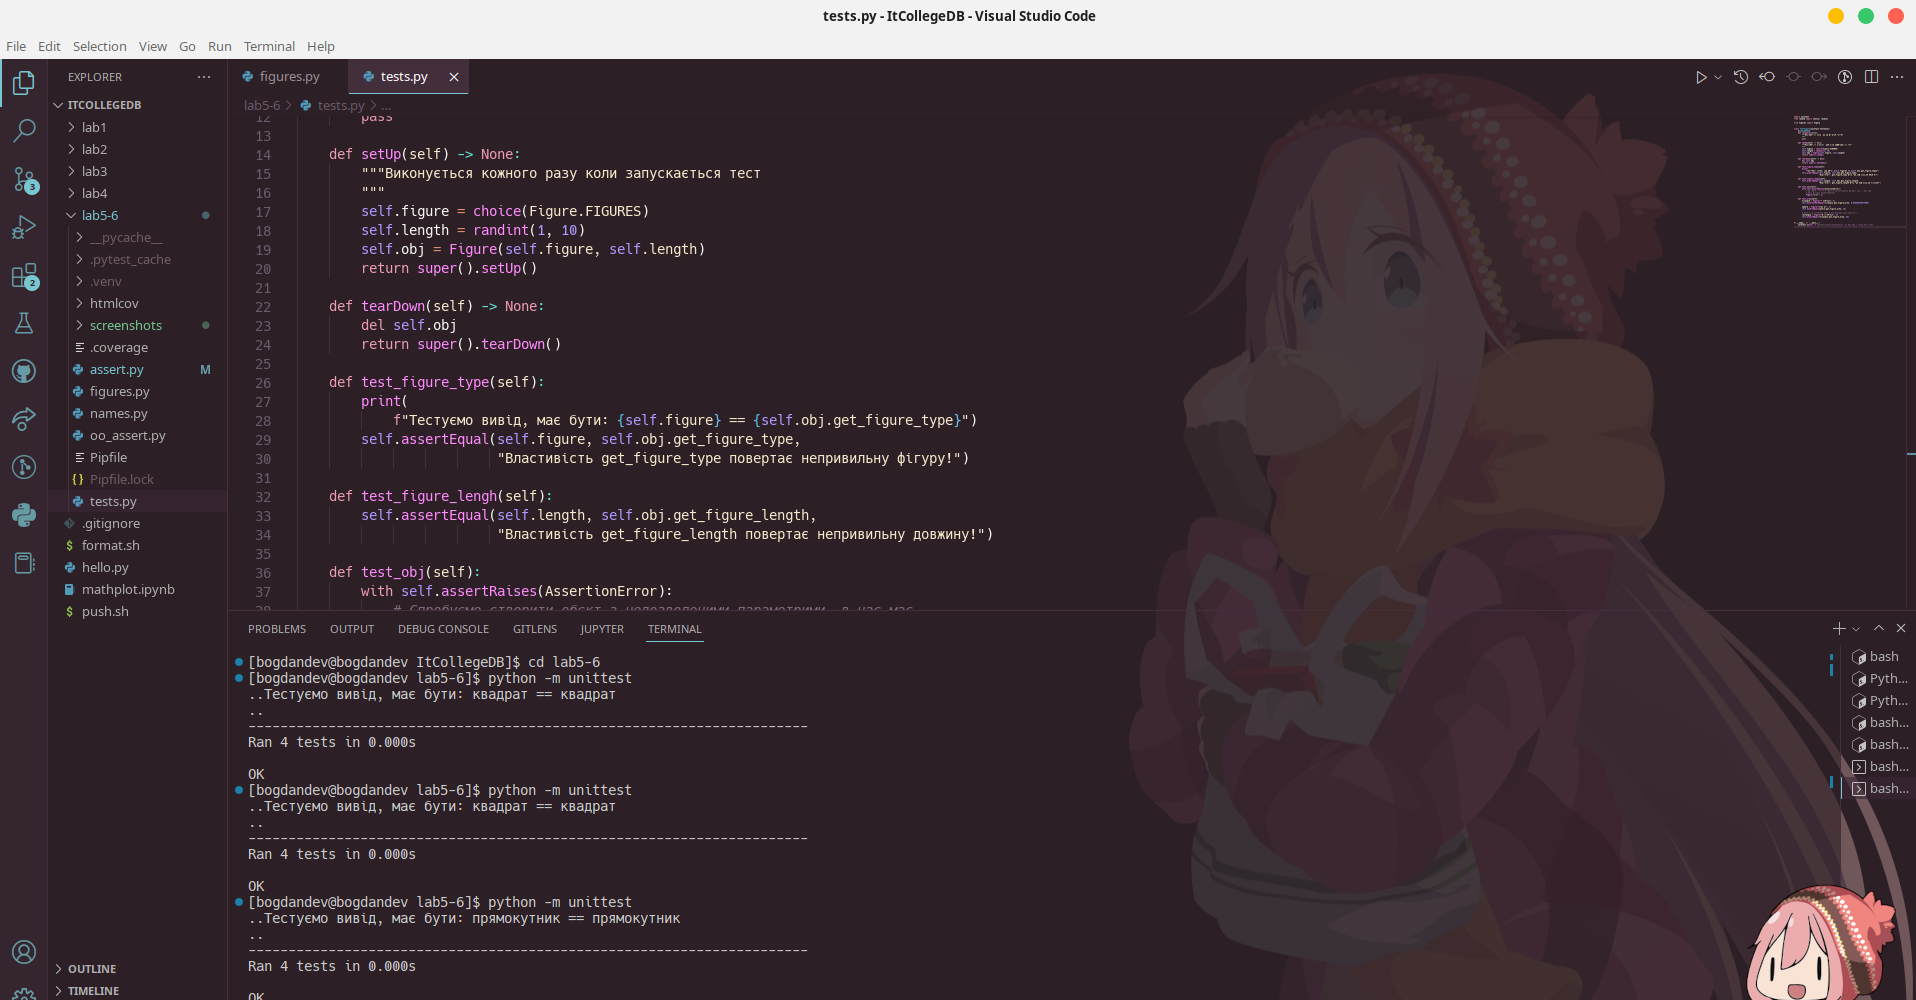 tests.py - ItCollegeDB - Visual Studio Code
File Edit Selection View Go Run Terminal Help
EXPLORER ...
ITCOLLEGEDB
lab1
lab2
lab3
lab4
lab5-6
__pycache__
.pytest_cache
.venv
htmlcov
screenshots
.coverage
assert.py M
figures.py
names.py
oo_assert.py
Pipfile
Pipfile.lock
tests.py
.gitignore
format.sh
hello.py
mathplot.ipynb
push.sh
OUTLINE
TIMELINE
3
2
figures.py tests.py
lab5-6 > tests.py > ...
12 pass
13
14 def setUp(self) -> None:
15 """Виконується кожного разу коли запускається тест
16 """
17 self.figure = choice(Figure.FIGURES)
18 self.length = randint(1, 10)
19 self.obj = Figure(self.figure, self.length)
20 return super().setUp()
21
22 def tearDown(self) -> None:
23 del self.obj
24 return super().tearDown()
25
26 def test_figure_type(self):
27 print(
28 f"Тестуємо вивід, має бути: {self.figure} == {self.obj.get_figure_type}")
29 self.assertEqual(self.figure, self.obj.get_figure_type,
30 "Властивість get_figure_type повертає непривильну фігуру!")
31
32 def test_figure_lengh(self):
33 self.assertEqual(self.length, self.obj.get_figure_length,
34 "Властивість get_figure_length повертає непривильну довжину!")
35
36 def test_obj(self):
37 with self.assertRaises(AssertionError):
PROBLEMS OUTPUT DEBUG CONSOLE GITLENS JUPYTER TERMINAL
[bogdandev@bogdandev ItCollegeDB]$ cd lab5-6
[bogdandev@bogdandev lab5-6]$ python -m unittest
..Тестуємо вивід, має бути: квадрат == квадрат
..
----------------------------------------------------------------------
Ran 4 tests in 0.000s
OK
[bogdandev@bogdandev lab5-6]$ python -m unittest
..Тестуємо вивід, має бути: квадрат == квадрат
..
----------------------------------------------------------------------
Ran 4 tests in 0.000s
OK
[bogdandev@bogdandev lab5-6]$ python -m unittest
..Тестуємо вивід, має бути: прямокутник == прямокутник
..
----------------------------------------------------------------------
Ran 4 tests in 0.000s
OK
bash
Pyth...
Pyth...
bash...
bash...
bash...
bash...